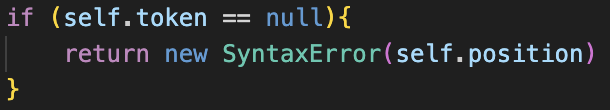 if (self.token == null){
    return new SyntaxError(self.position)
}